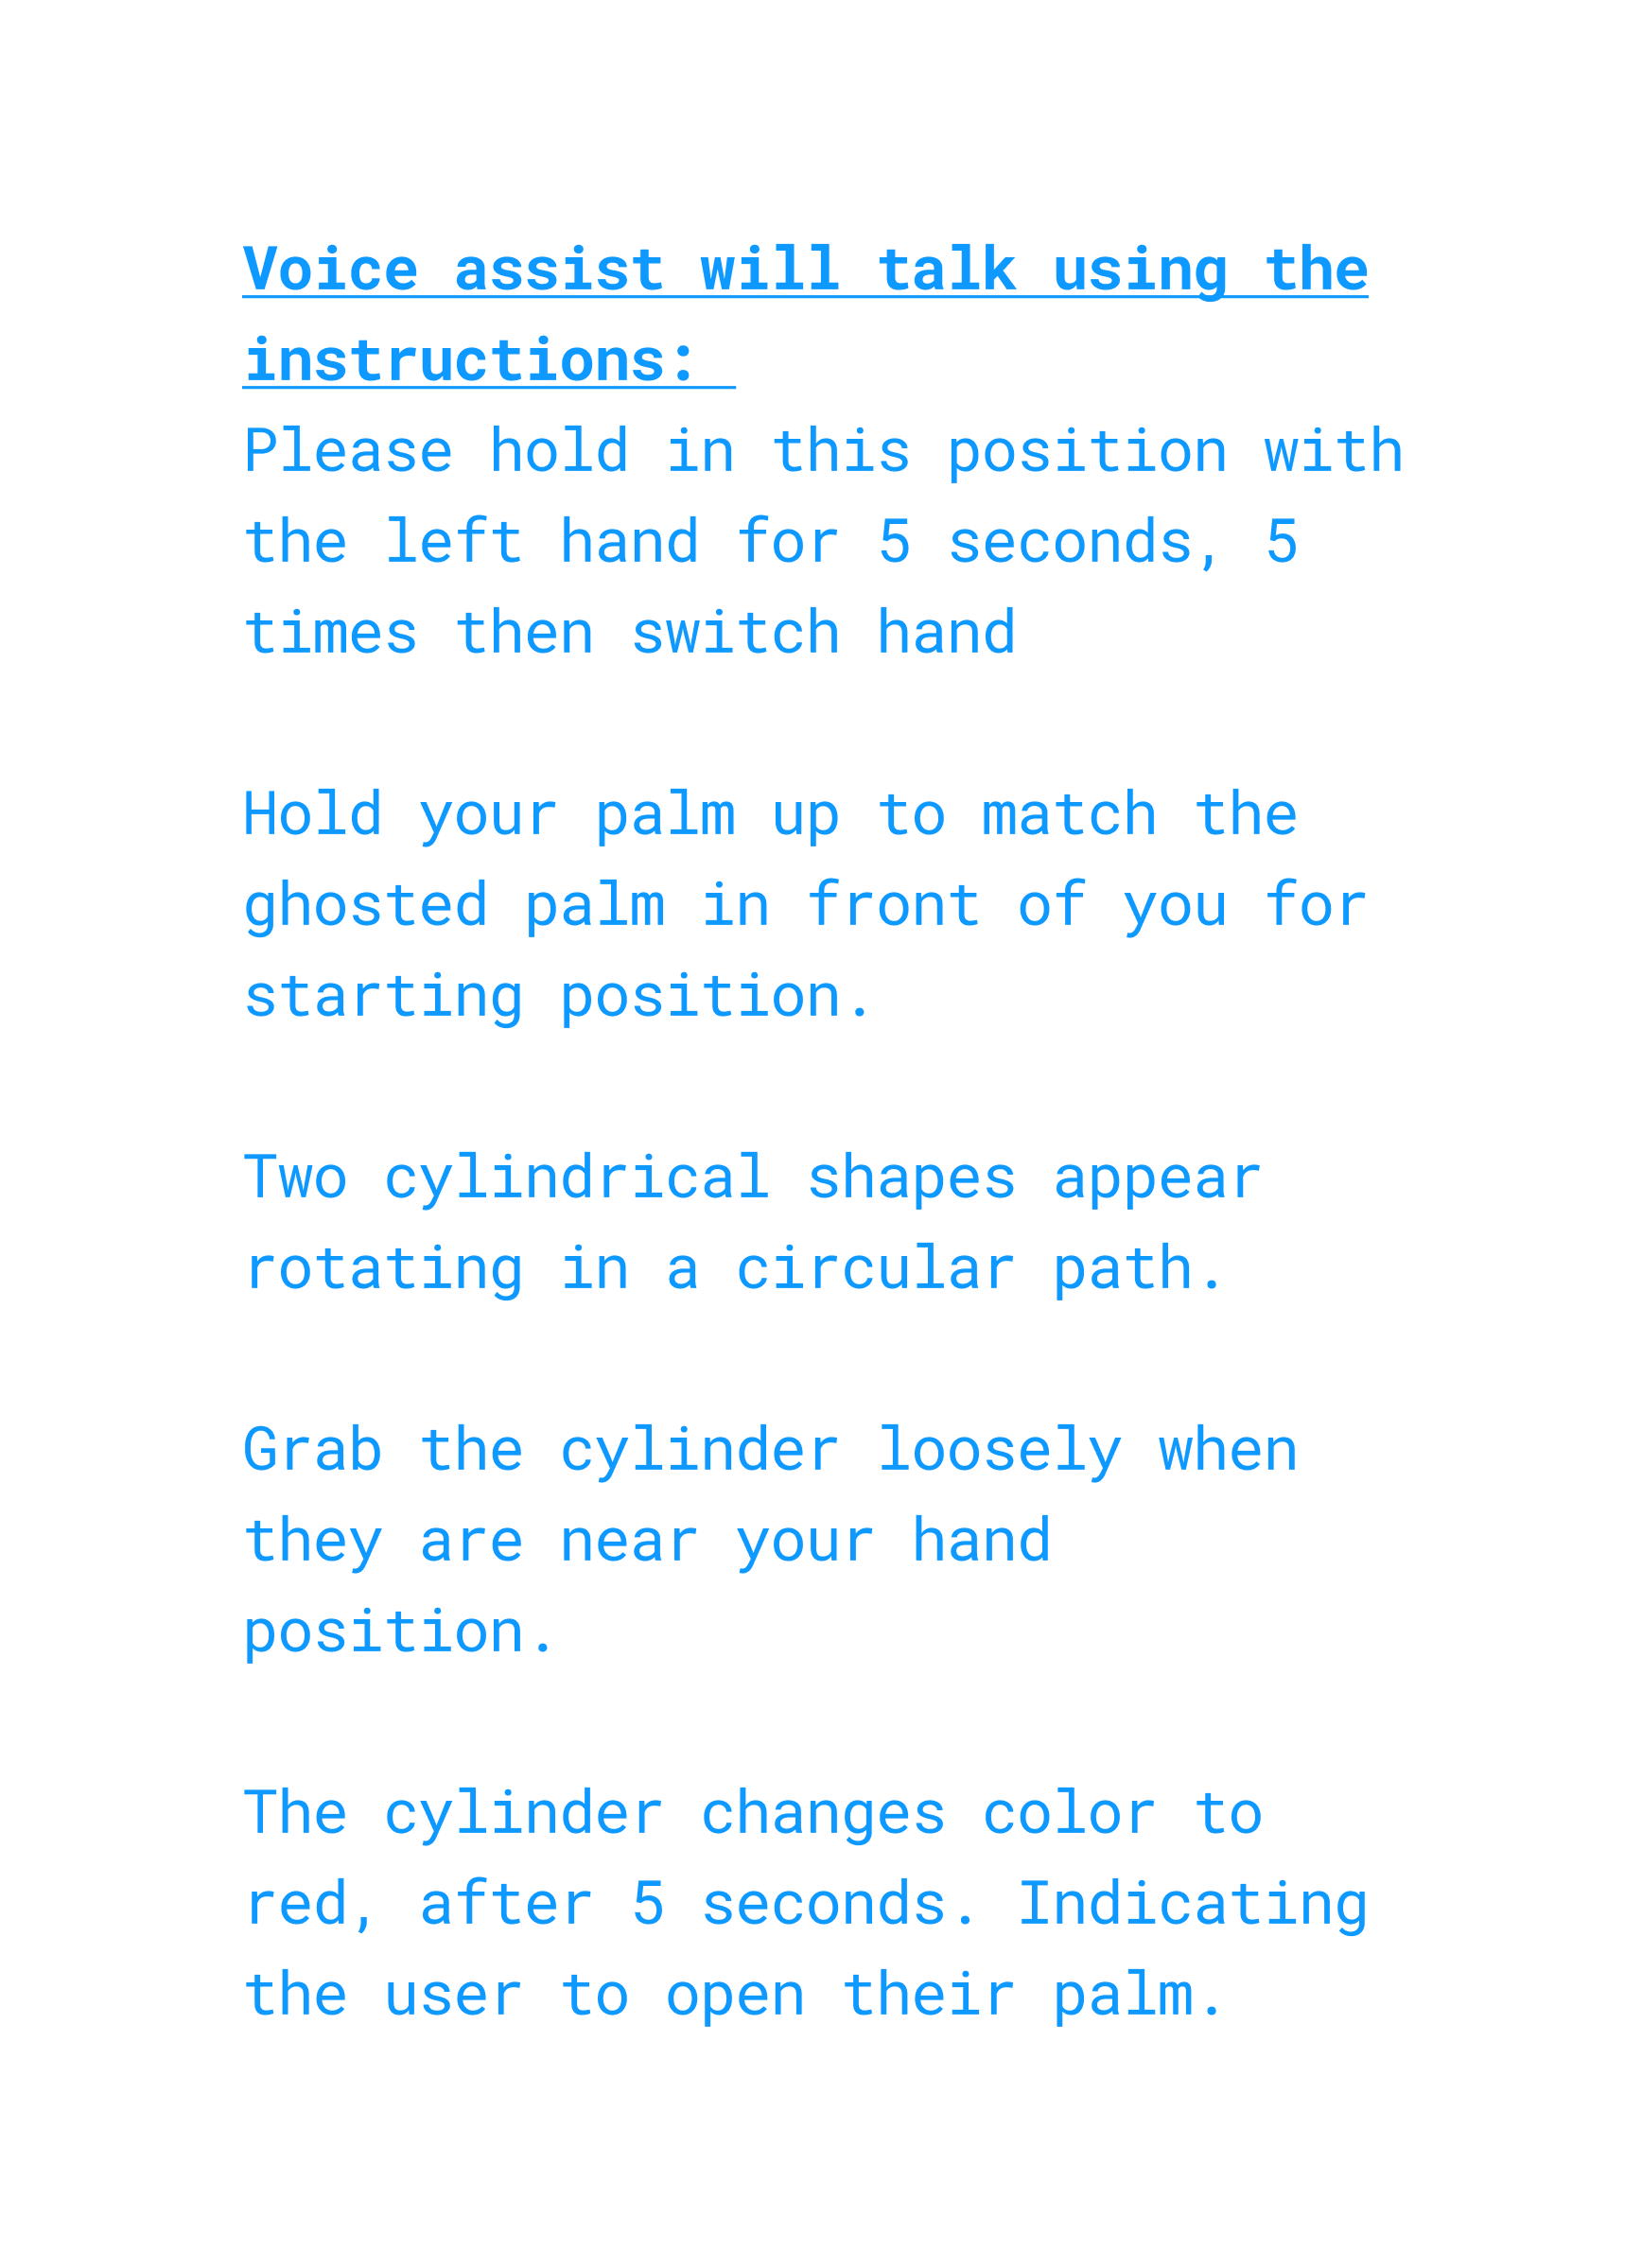 Voice assist will talk using the
instructions:
Please hold in this position with
the left hand for 5 seconds, 5
times then switch hand
Hold your palm up to match the
ghosted palm in front of you for
starting position.
Two cylindrical shapes appear
rotating in a circular path.
Grab the cylinder loosely when
they are near your hand
position.
The cylinder changes color to
red, after 5 seconds. Indicating
the user to open their palm.